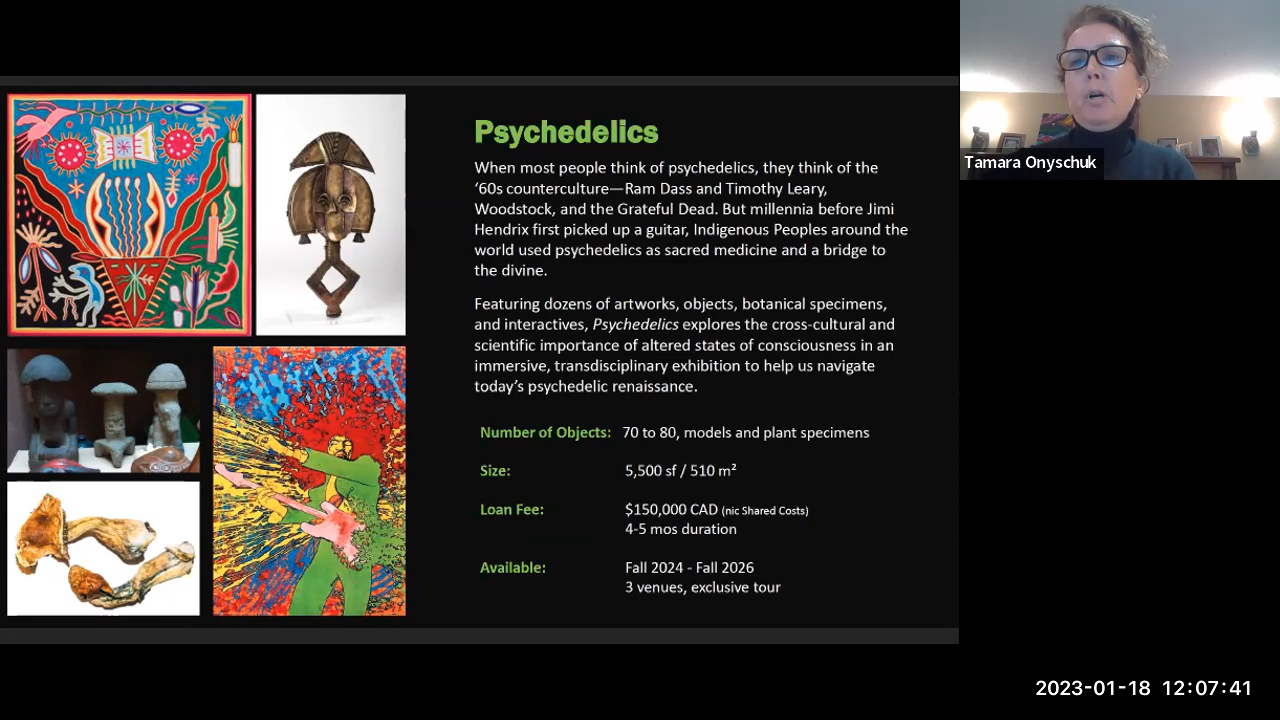 Psychedelics
When most people think of psychedelics, they think of the
‘60s counterculture—Ram Dass and Timothy Leary,
Woodstock, and the Grateful Dead. But millennia before Jimi
Hendrix first picked up a guitar, Indigenous Peoples around the
world used psychedelics as sacred medicine and a bridge to
the divine.
Featuring dozens of artworks, objects, botanical specimens,
and interactives, Psychedelics explores the cross-cultural and
scientific importance of altered states of consciousness in an
immersive, transdisciplinary exhibition to help us navigate
today’s psychedelic renaissance.
Number of Objects: 70 to 80, models and plant specimens
Size: 5,500 sf / 510 m²
Loan Fee: $150,000 CAD (nic Shared Costs)
4-5 mos duration
Available: Fall 2024 - Fall 2026
3 venues, exclusive tour
Tamara Onyschuk
2023-01-18 12:07:41